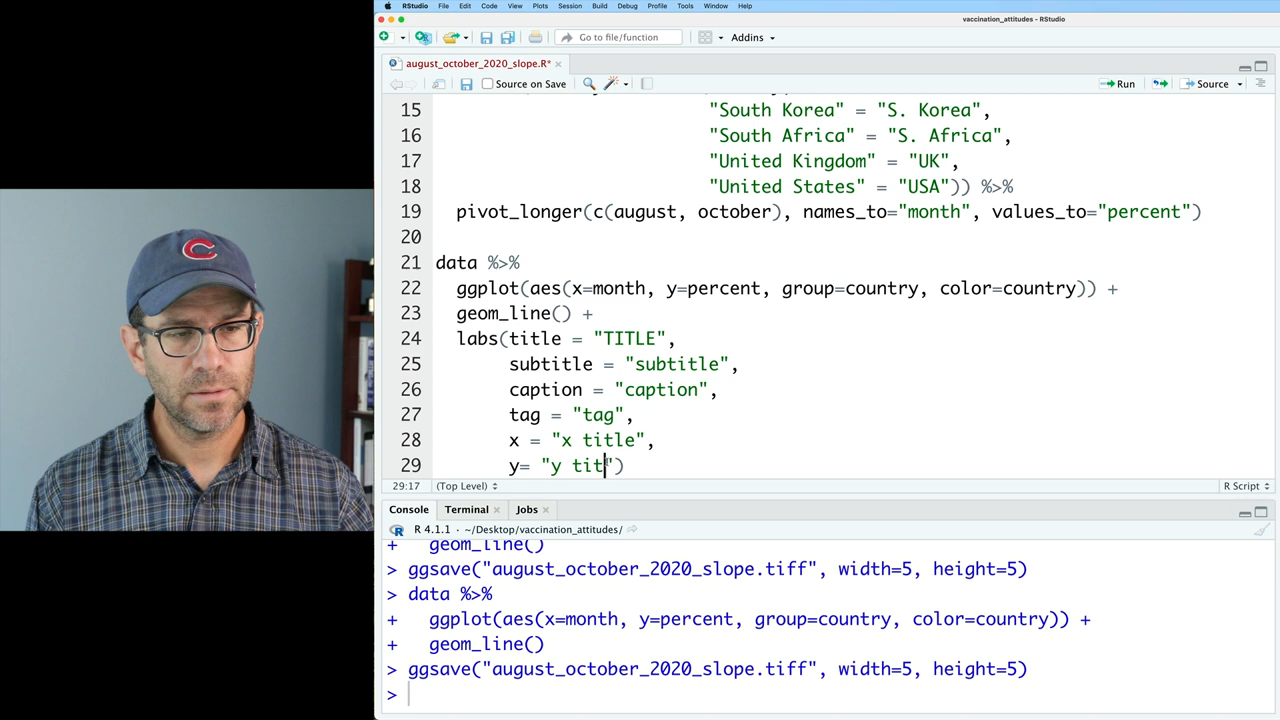 RStudio File Edit Code View Plots Session Build Debug Profile Tools Window Help
vaccination_attitudes - RStudio
Go to file/function Addins
august_october_2020_slope.R*
Source on Save Run Source
15 "South Korea" = "S. Korea",
16 "South Africa" = "S. Africa",
17 "United Kingdom" = "UK",
18 "United States" = "USA")) %>%
19 pivot_longer(c(august, october), names_to="month", values_to="percent")
20
21 data %>%
22 ggplot(aes(x=month, y=percent, group=country, color=country)) +
23 geom_line() +
24 labs(title = "TITLE",
25 subtitle = "subtitle",
26 caption = "caption",
27 tag = "tag",
28 x = "x title",
29 y= "y tit")
29:17 (Top Level) R Script
Console Terminal Jobs
R 4.1.1 · ~/Desktop/vaccination_attitudes/
+ geom_line()
> ggsave("august_october_2020_slope.tiff", width=5, height=5)
> data %>%
+ ggplot(aes(x=month, y=percent, group=country, color=country)) +
+ geom_line()
> ggsave("august_october_2020_slope.tiff", width=5, height=5)
>